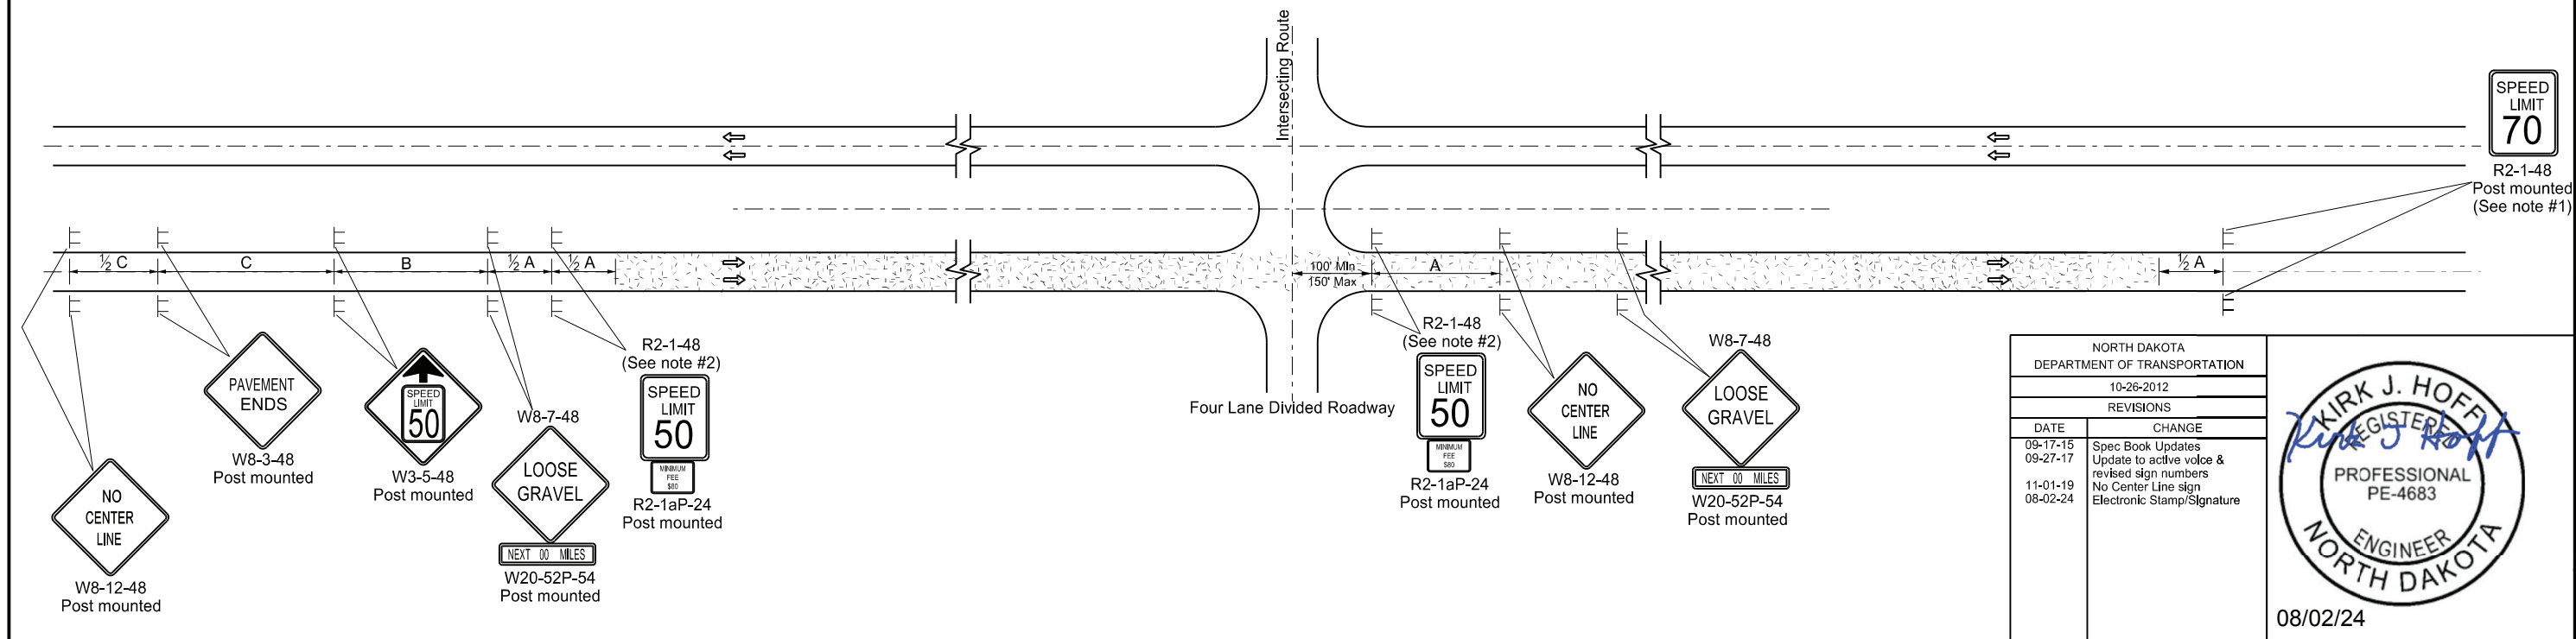 Intersecting Route
SPEED
LIMIT
70
R2-1-48
Post mounted
(See note #1)
½ C
C
B
½ A
½ A
100' Min
150' Max
A
½ A
NO
CENTER
LINE
W8-12-48
Post mounted
PAVEMENT
ENDS
W8-3-48
Post mounted
SPEED
LIMIT
50
W3-5-48
Post mounted
W8-7-48
LOOSE
GRAVEL
NEXT 00 MILES
W20-52P-54
Post mounted
R2-1-48
(See note #2)
SPEED
LIMIT
50
MINIMUM
FEE
$80
R2-1aP-24
Post mounted
Four Lane Divided Roadway
R2-1-48
(See note #2)
SPEED
LIMIT
50
MINIMUM
FEE
$80
R2-1aP-24
Post mounted
NO
CENTER
LINE
W8-12-48
Post mounted
W8-7-48
LOOSE
GRAVEL
NEXT 00 MILES
W20-52P-54
Post mounted
NORTH DAKOTA
DEPARTMENT OF TRANSPORTATION
10-26-2012
REVISIONS
DATE CHANGE
09-17-15 Spec Book Updates
09-27-17 Update to active voice &
revised sign numbers
11-01-19 No Center Line sign
08-02-24 Electronic Stamp/Signature
KIRK J. HOFF
REGISTERED
Kirk J Hoff
PROFESSIONAL
PE-4683
ENGINEER
NORTH DAKOTA
08/02/24